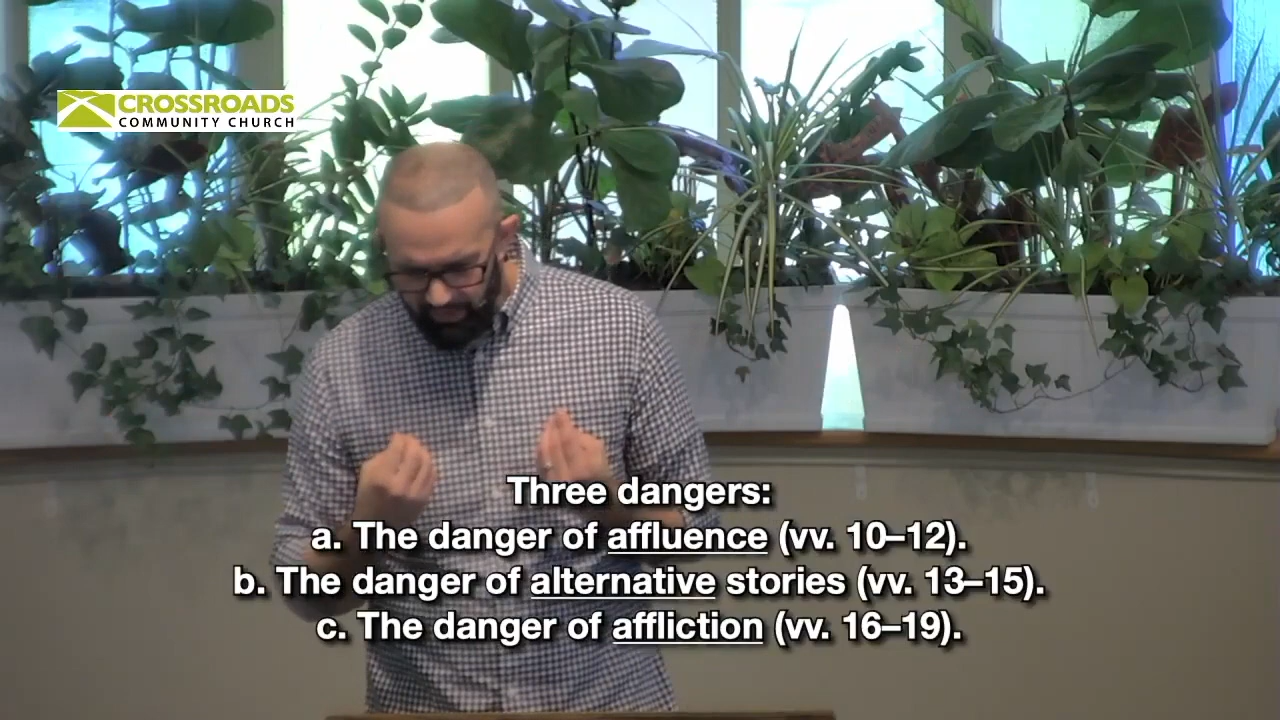 CROSSROADS
COMMUNITY CHURCH
Three dangers:
a. The danger of affluence (vv. 10–12).
b. The danger of alternative stories (vv. 13–15).
c. The danger of affliction (vv. 16–19).